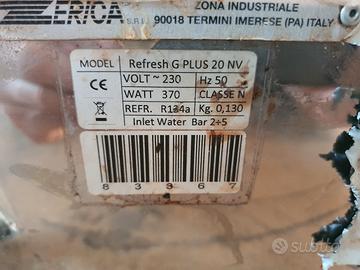 ERICA S.R.L.
ZONA INDUSTRIALE
90018 TERMINI IMERESE (PA) ITALY
MODEL Refresh G PLUS 20 NV
VOLT ~ 230 Hz 50
WATT 370 CLASSE N
REFR. R134a Kg. 0,130
Inlet Water Bar 2÷5
CE
8 3 3 6 7
subito